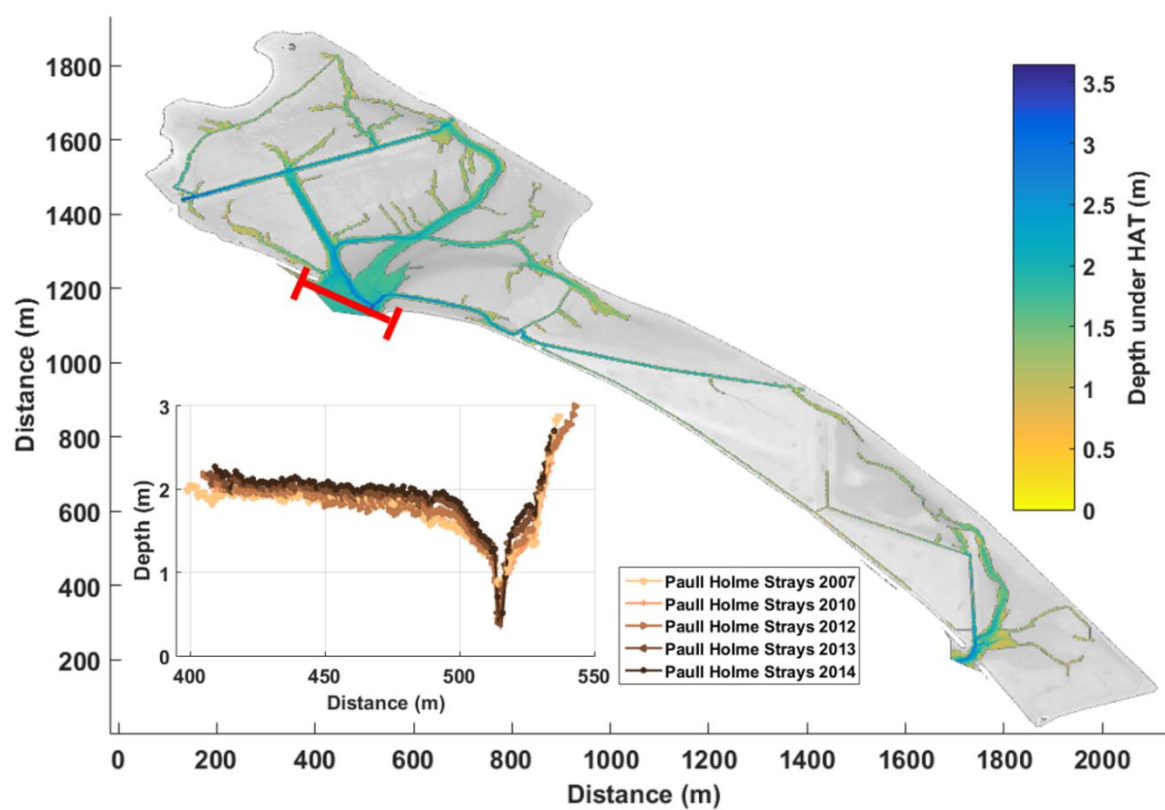 1800
1600
1400
1200
1000
800
600
400
200
Distance (m)
0 200 400 600 800 1000 1200 1400 1600 1800 2000
Distance (m)
3.5
3
2.5
2
1.5
1
0.5
0
Depth under HAT (m)
3
2
1
0
Depth (m)
400 450 500 550
Distance (m)
Paull Holme Strays 2007
Paull Holme Strays 2010
Paull Holme Strays 2012
Paull Holme Strays 2013
Paull Holme Strays 2014